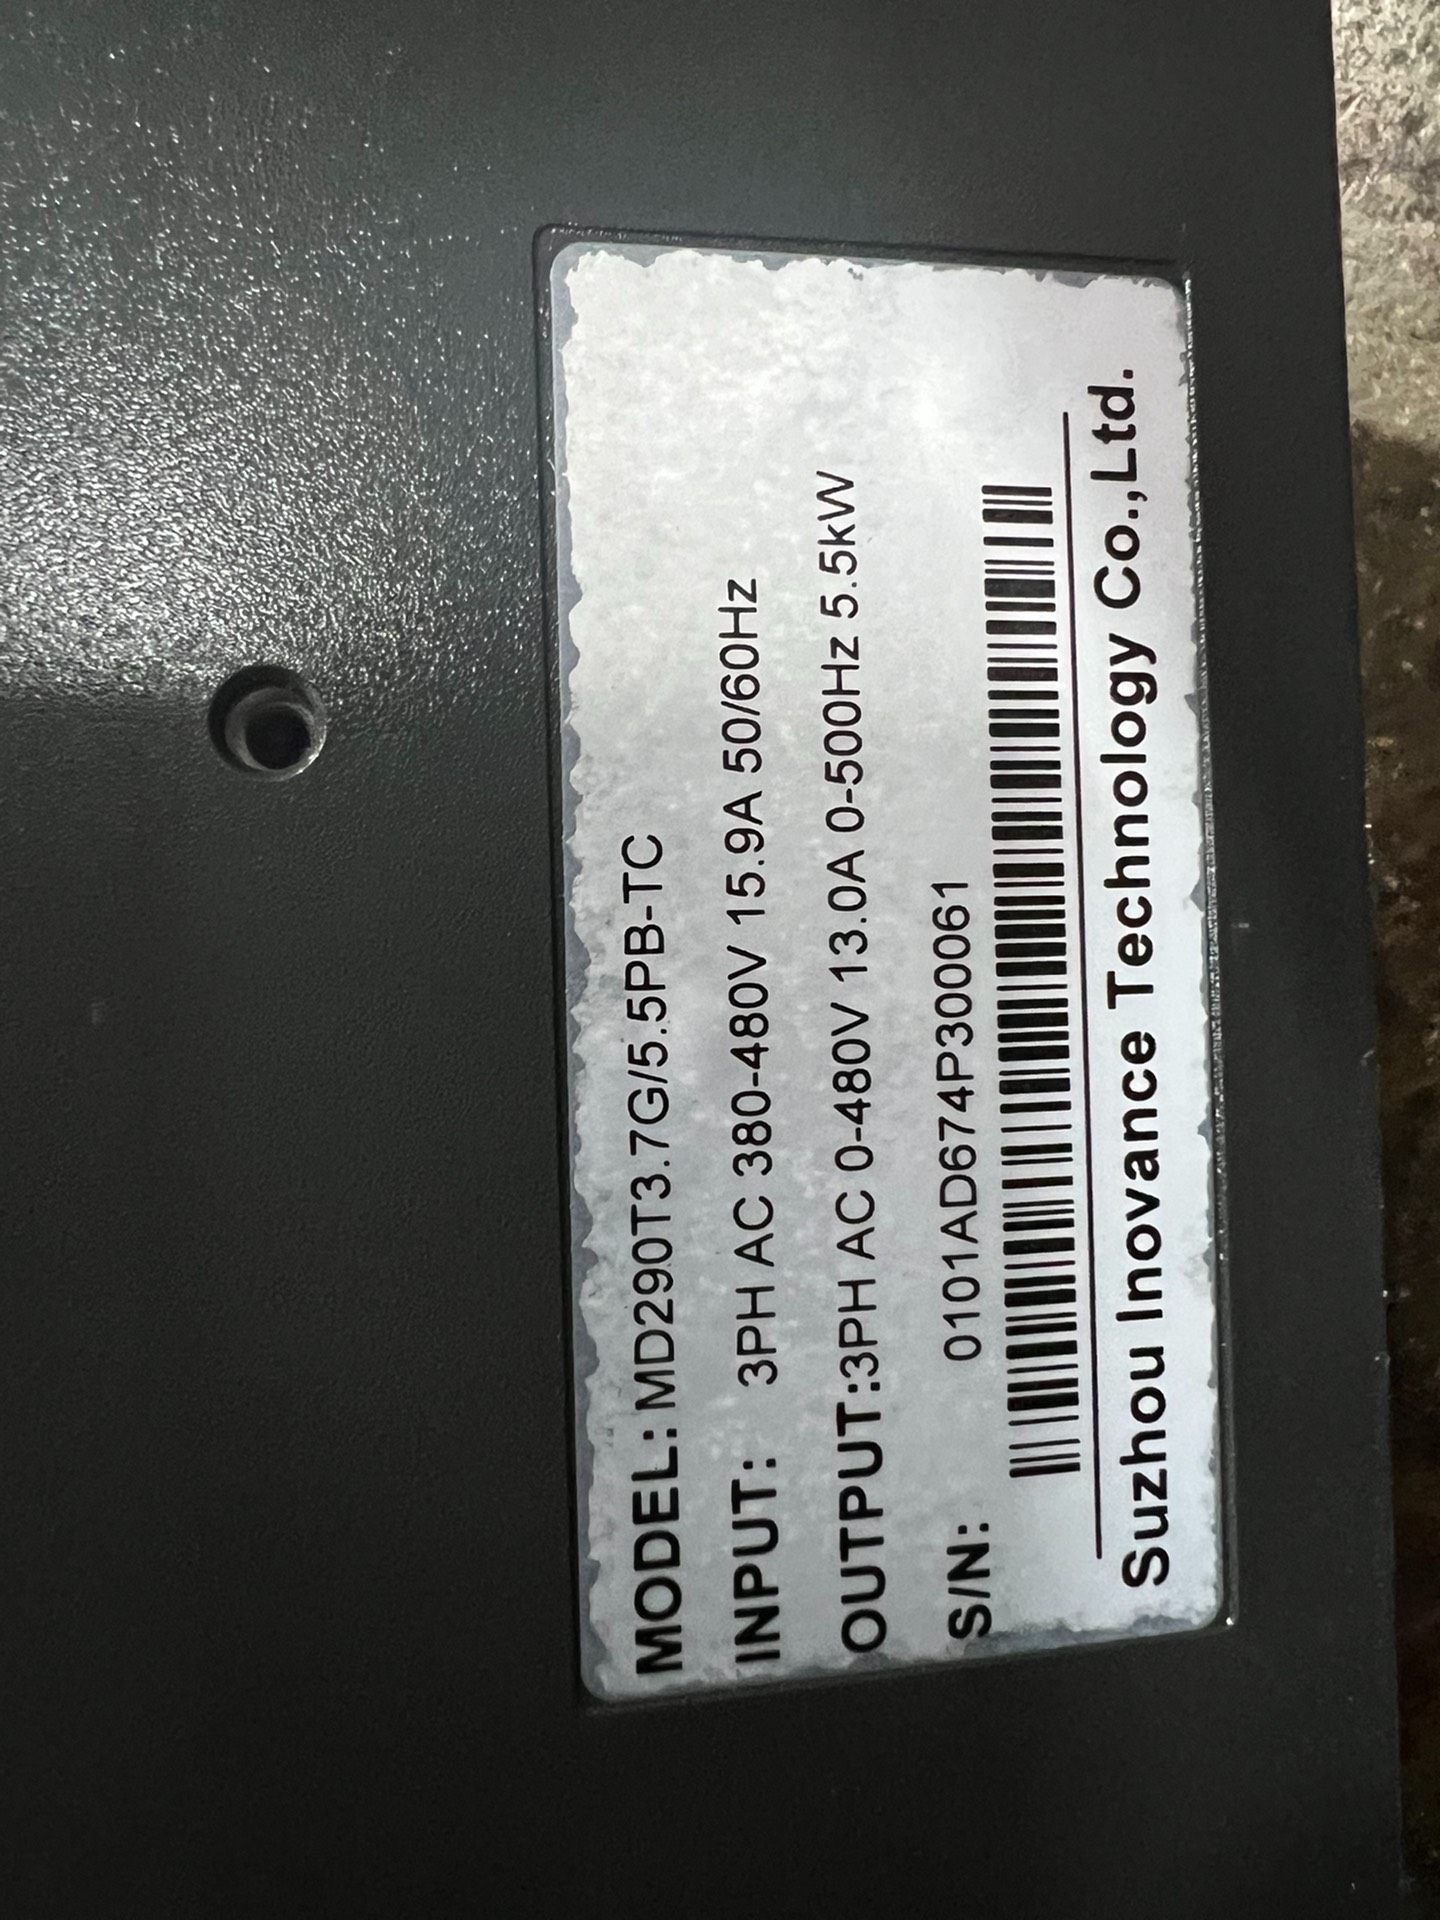 MODEL: MD290T3.7G/5.5PB-TC
INPUT: 3PH AC 380-480V 15.9A 50/60Hz
OUTPUT:3PH AC 0-480V 13.0A 0-500Hz 5.5kW
S/N: 0101AD674P300061
Suzhou Inovance Technology Co.,Ltd.